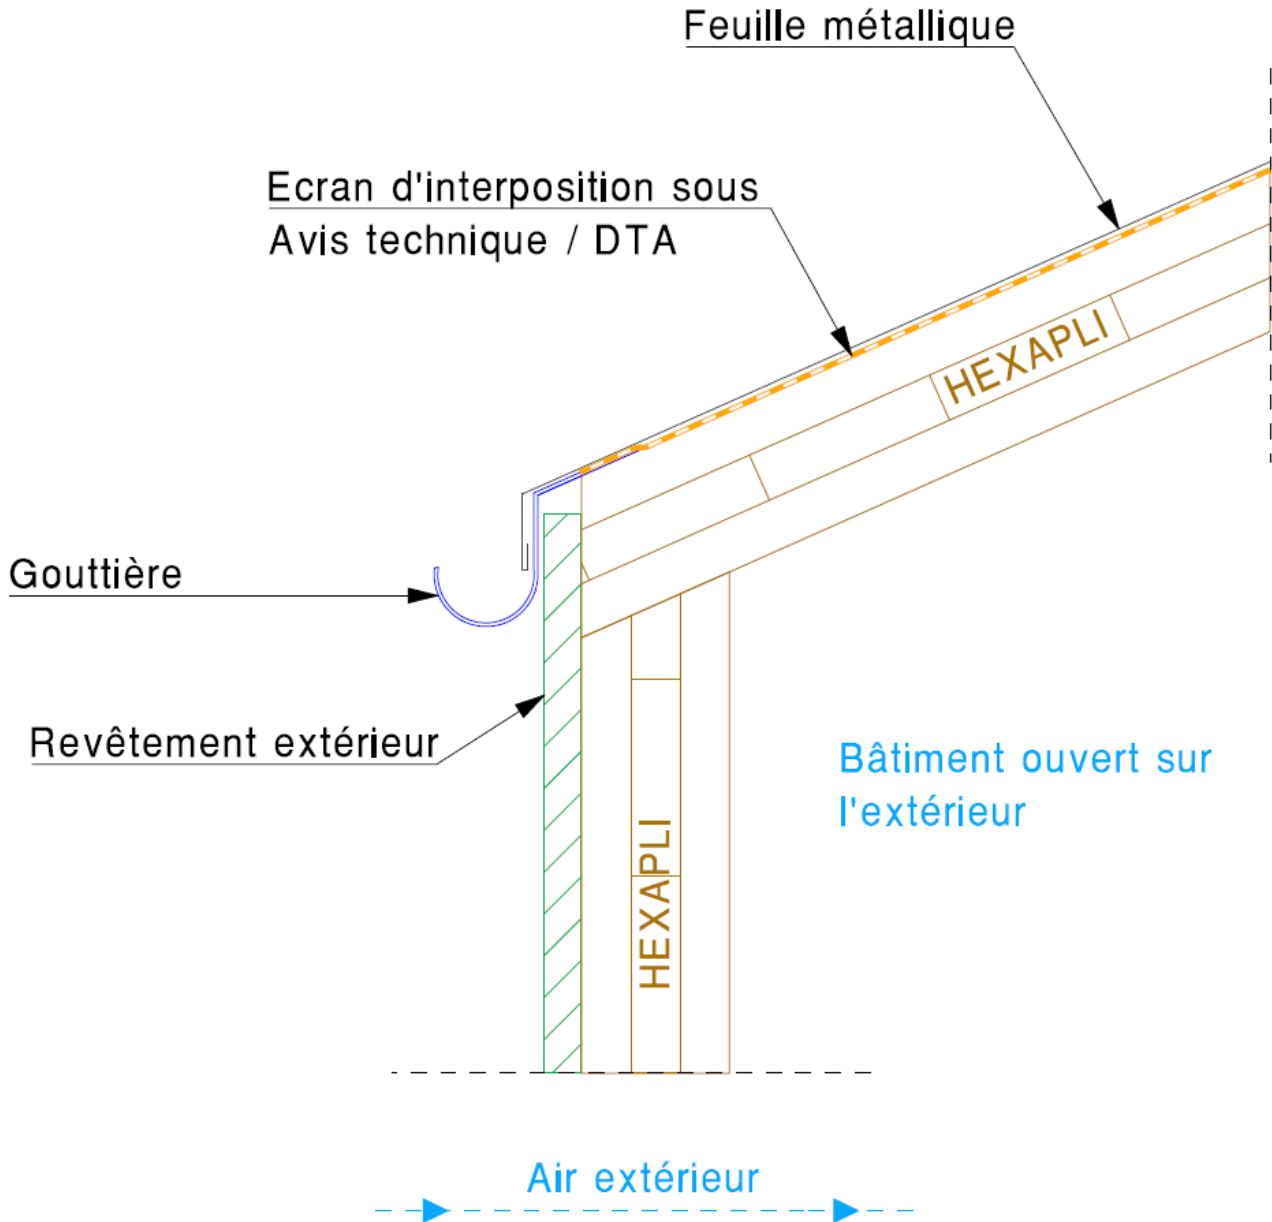 Feuille métallique
Ecran d'interposition sous
Avis technique / DTA
HEXAPLI
Gouttière
Revêtement extérieur
Bâtiment ouvert sur
l'extérieur
HEXAPLI
Air extérieur